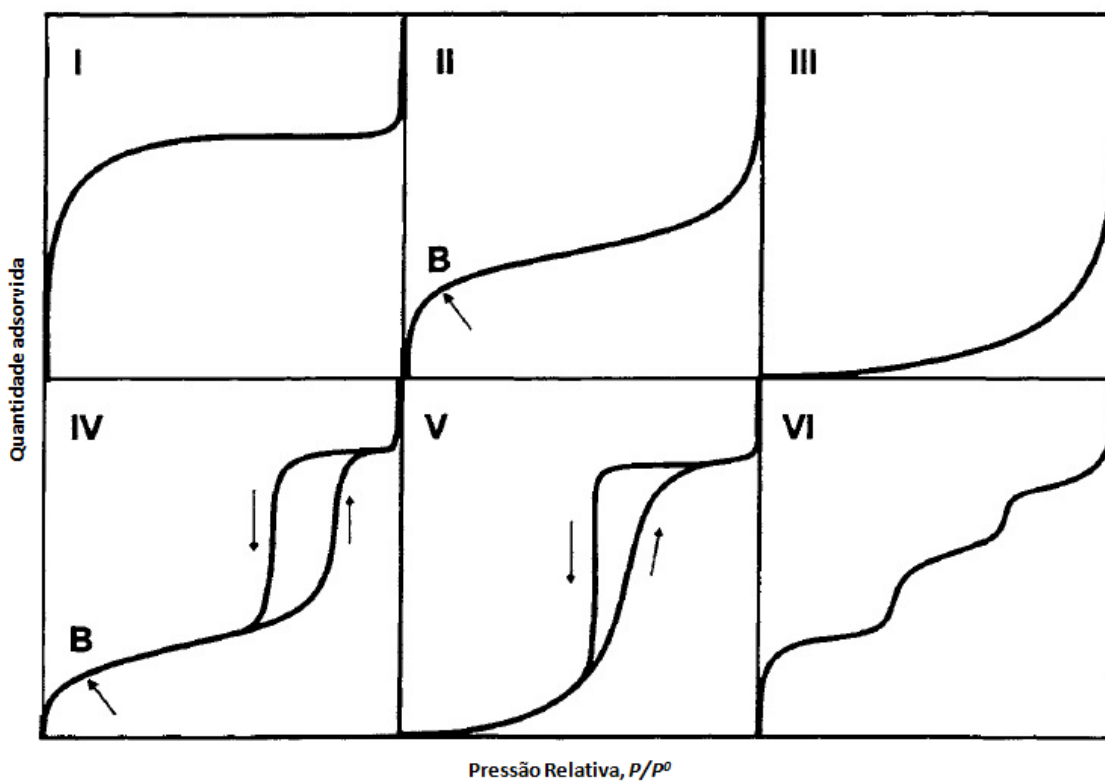 I
II
III
B
Quantidade adsorvida
IV
V
VI
B
Pressão Relativa, P/P⁰